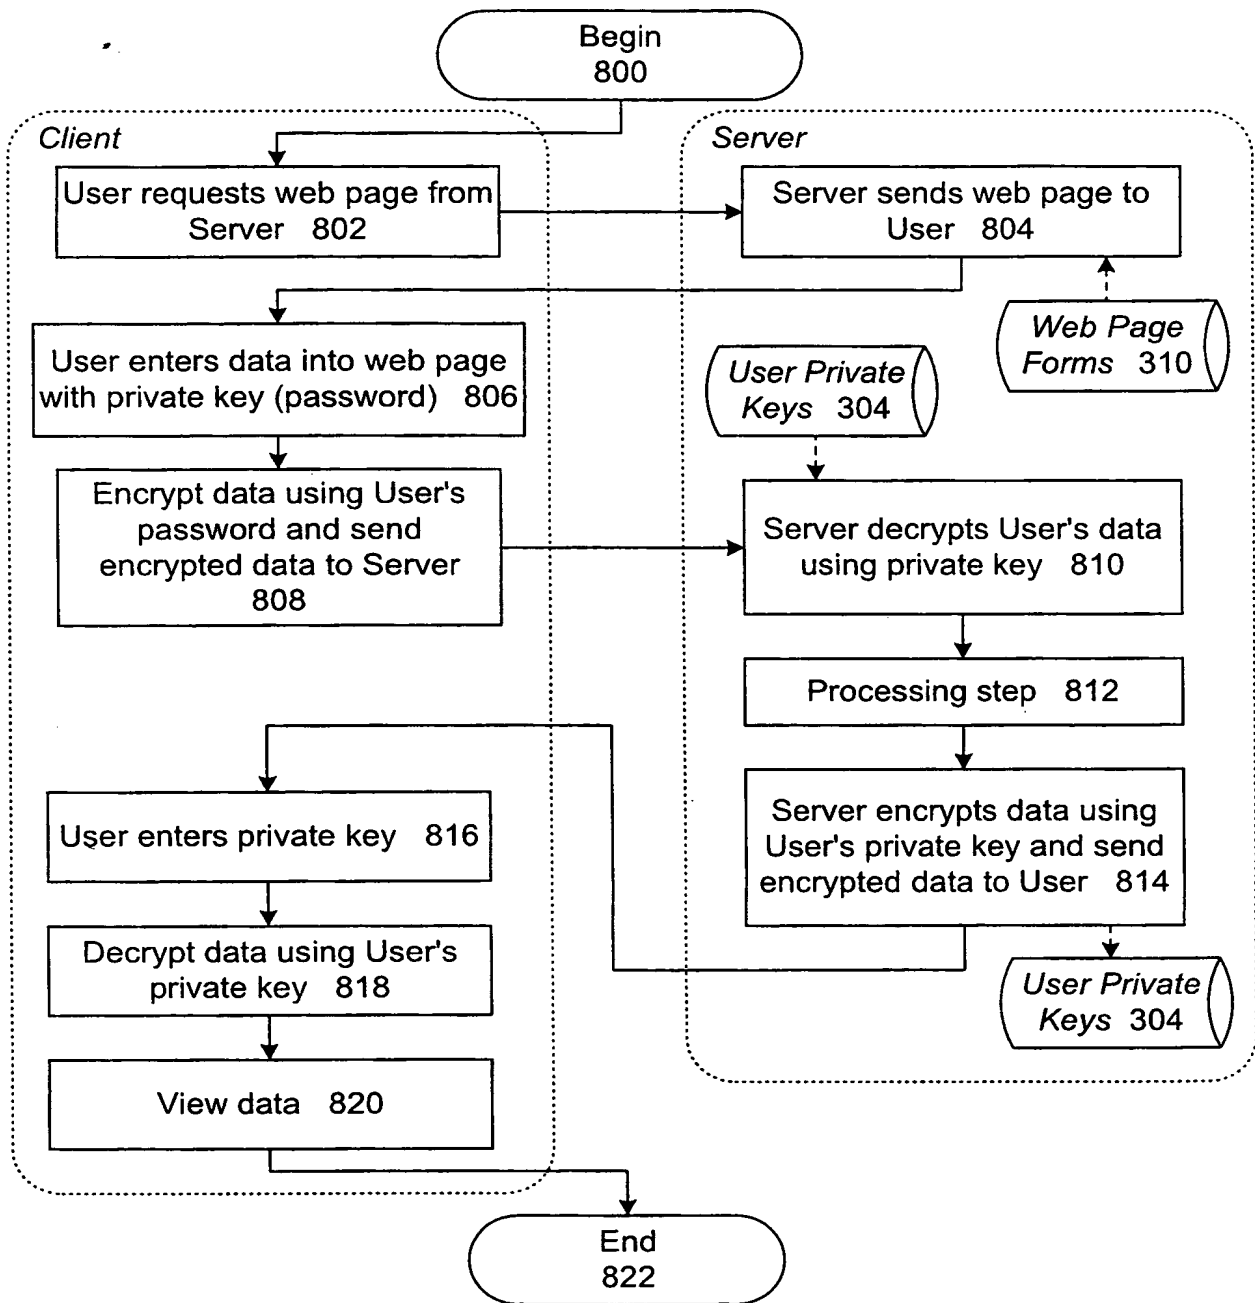 Begin
800
Client
Server
User requests web page from
Server 802
Server sends web page to
User 804
Web Page
Forms 310
User enters data into web page
with private key (password) 806
User Private
Keys 304
Encrypt data using User's
password and send
encrypted data to Server
808
Server decrypts User's data
using private key 810
Processing step 812
Server encrypts data using
User's private key and send
encrypted data to User 814
User enters private key 816
Decrypt data using User's
private key 818
User Private
Keys 304
View data 820
End
822